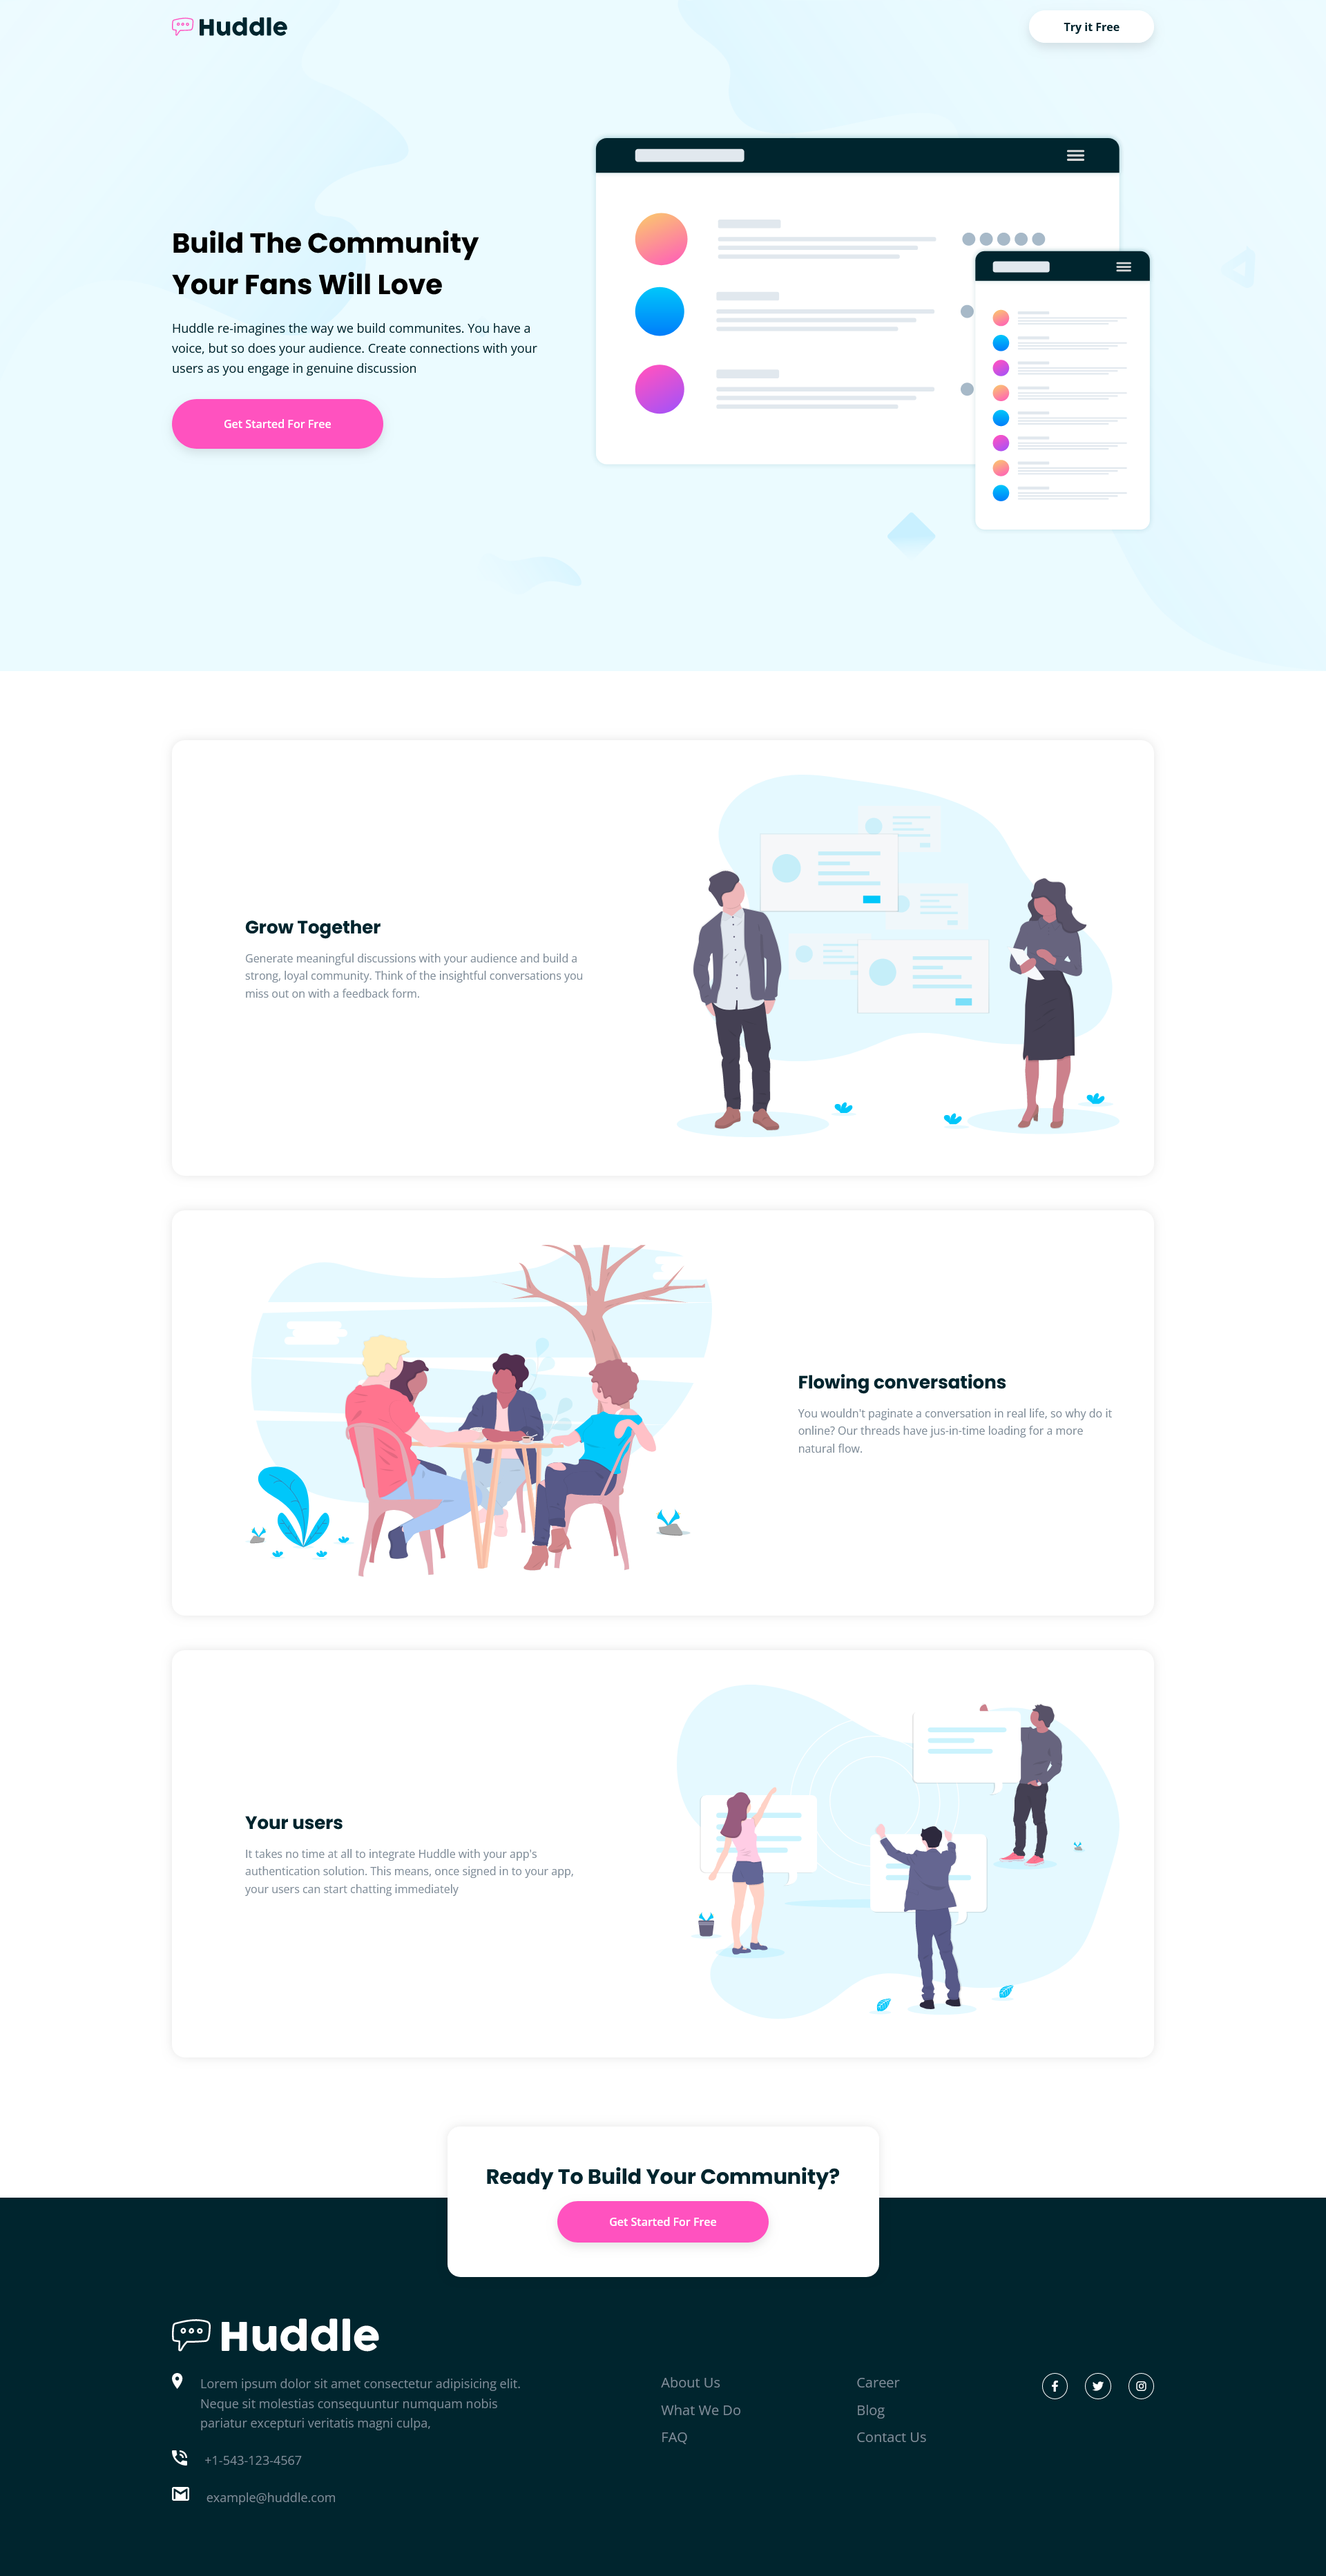 Huddle
Try it Free
Build The Community
Your Fans Will Love
Huddle re-imagines the way we build communites. You have a
voice, but so does your audience. Create connections with your
users as you engage in genuine discussion
Get Started For Free
Grow Together
Generate meaningful discussions with your audience and build a
strong, loyal community. Think of the insightful conversations you
miss out on with a feedback form.
Flowing conversations
You wouldn't paginate a conversation in real life, so why do it
online? Our threads have jus-in-time loading for a more
natural flow.
Your users
It takes no time at all to integrate Huddle with your app's
authentication solution. This means, once signed in to your app,
your users can start chatting immediately
Ready To Build Your Community?
Get Started For Free
Huddle
Lorem ipsum dolor sit amet consectetur adipisicing elit.
Neque sit molestias consequuntur numquam nobis
pariatur excepturi veritatis magni culpa,
+1-543-123-4567
example@huddle.com
About Us
What We Do
FAQ
Career
Blog
Contact Us